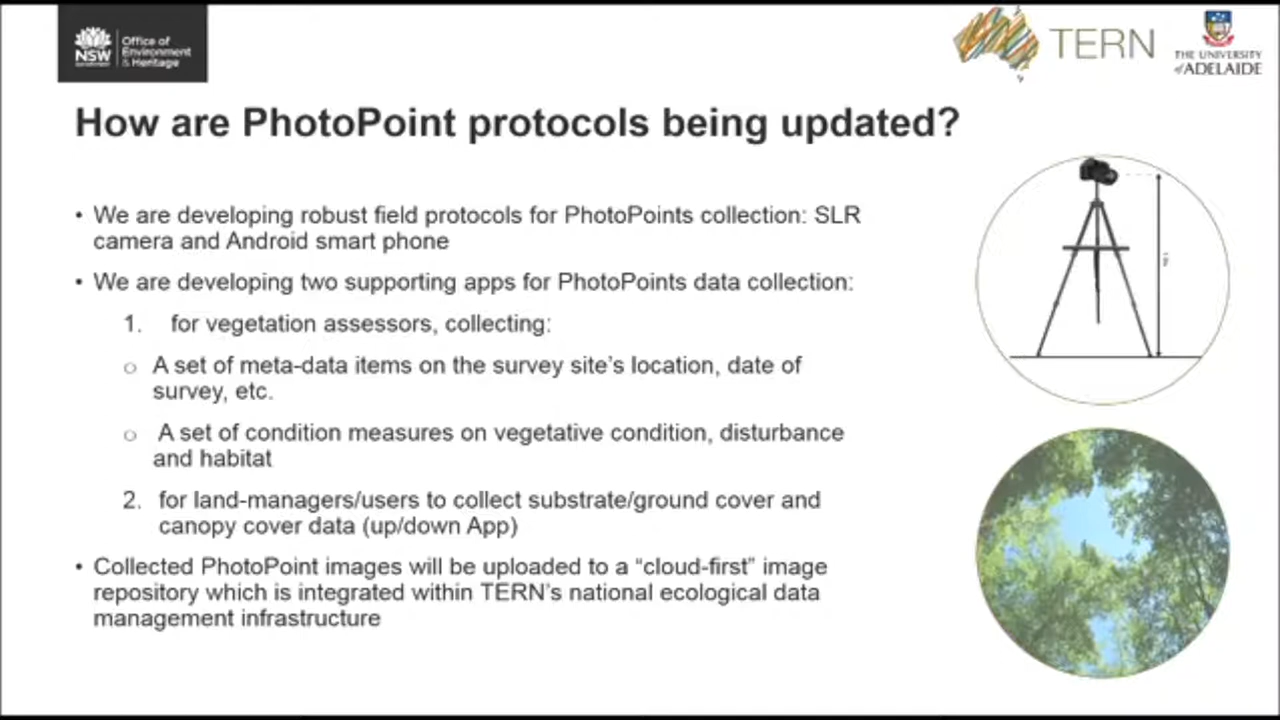 NSW
Office of
Environment
& Heritage
TERN
THE UNIVERSITY
of ADELAIDE
How are PhotoPoint protocols being updated?
• We are developing robust field protocols for PhotoPoints collection: SLR
camera and Android smart phone
• We are developing two supporting apps for PhotoPoints data collection:
1. for vegetation assessors, collecting:
o A set of meta-data items on the survey site’s location, date of
survey, etc.
o A set of condition measures on vegetative condition, disturbance
and habitat
2. for land-managers/users to collect substrate/ground cover and
canopy cover data (up/down App)
• Collected PhotoPoint images will be uploaded to a “cloud-first” image
repository which is integrated within TERN’s national ecological data
management infrastructure